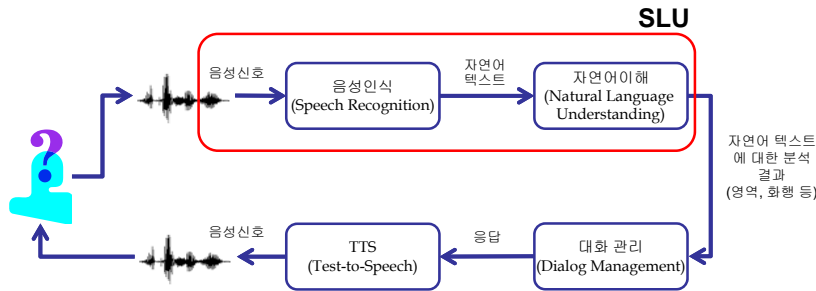 SLU
음성신호
음성인식
(Speech Recognition)
자연어
텍스트
자연어이해
(Natural Language
Understanding)
자연어 텍스트
에 대한 분석
결과
(영역, 화행 등)
?
음성신호
TTS
(Test-to-Speech)
응답
대화 관리
(Dialog Management)